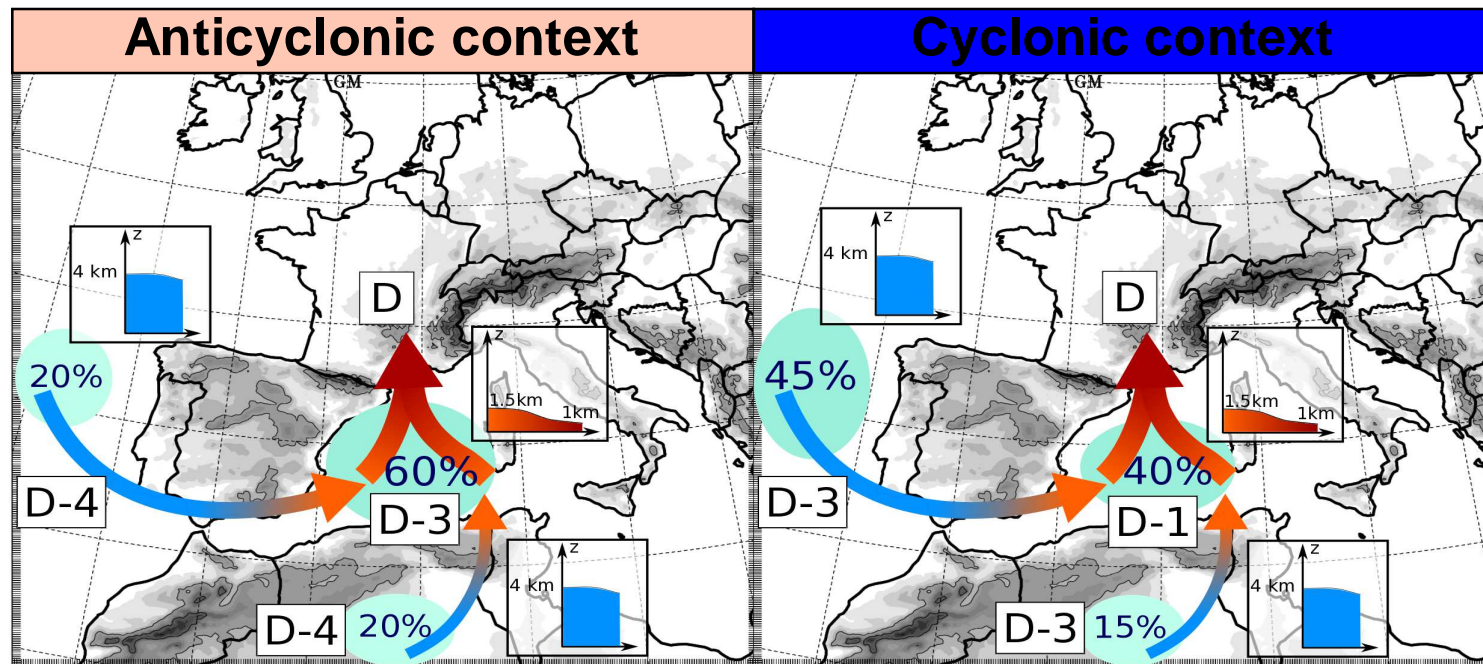 Anticyclonic context
GM
z
4 km
D
20%
z
1.5km
1km
60%
D-4
D-3
z
4 km
D-4
20%
Cyclonic context
GM
z
4 km
D
45%
z
1.5km
1km
40%
D-3
D-1
z
4 km
D-3
15%